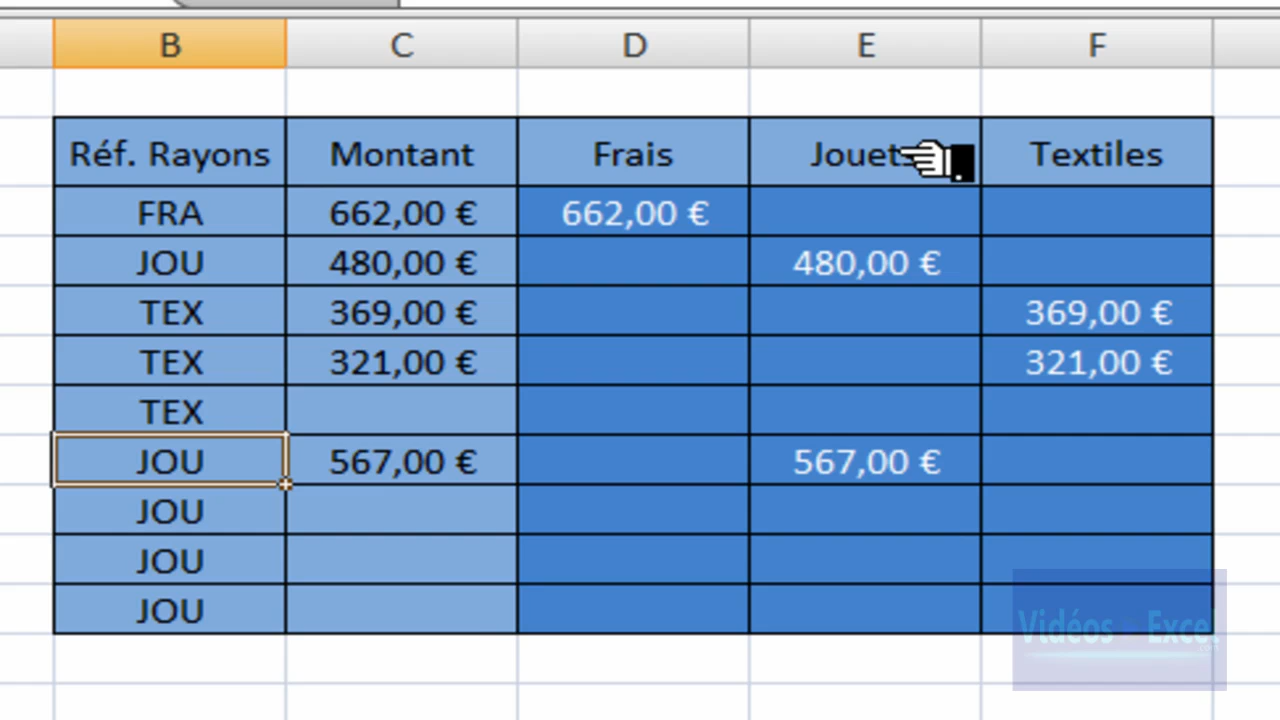 B C D E F
Réf. Rayons Montant Frais Jouets Textiles
FRA 662,00 € 662,00 €
JOU 480,00 € 480,00 €
TEX 369,00 € 369,00 €
TEX 321,00 € 321,00 €
TEX
JOU 567,00 € 567,00 €
JOU
JOU
JOU
Vidéos Excel